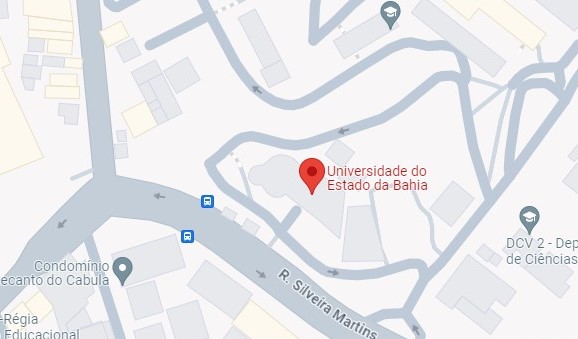 Universidade do
Estado da Bahia
DCV 2 - Dep
de Ciências
Condomínio
ecanto do Cabula
R. Silveira Martins
-Régia
Educacional